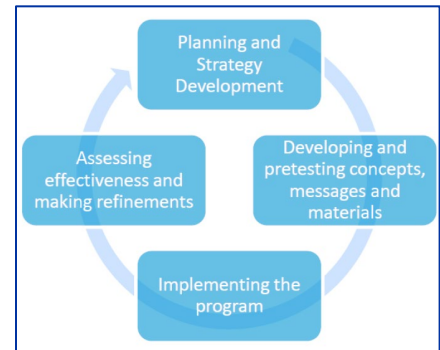 Planning and
Strategy
Development
Developing and
pretesting concepts,
messages and
materials
Implementing the
program
Assessing
effectiveness and
making refinements